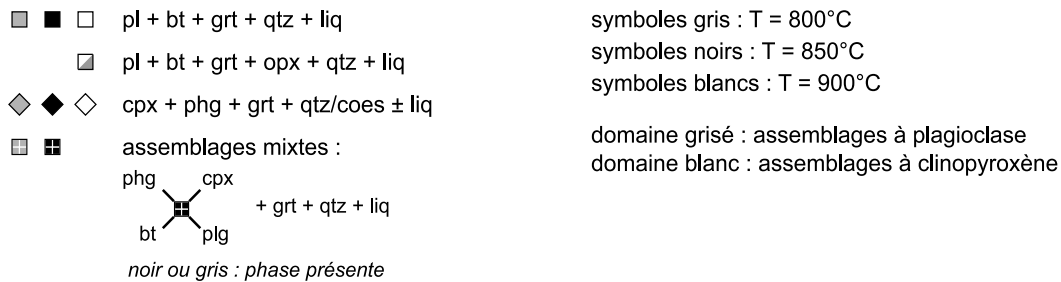 pl + bt + grt + qtz + liq
pl + bt + grt + opx + qtz + liq
cpx + phg + grt + qtz/coes ± liq
assemblages mixtes :
phg cpx
+ grt + qtz + liq
bt plg
noir ou gris : phase présente
symboles gris : T = 800°C
symboles noirs : T = 850°C
symboles blancs : T = 900°C
domaine grisé : assemblages à plagioclase
domaine blanc : assemblages à clinopyroxène